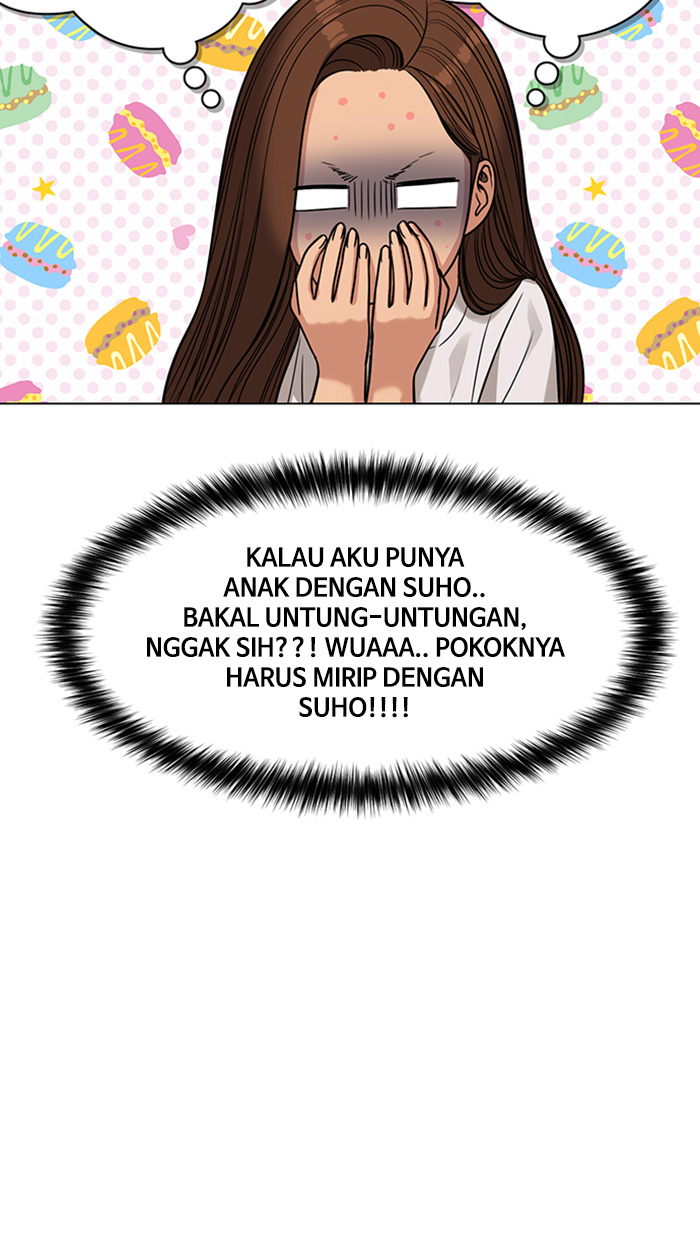 KALAU AKU PUNYA
ANAK DENGAN SUHO..
BAKAL UNTUNG-UNTUNGAN,
NGGAK SIH??! WUAAA.. POKOKNYA
HARUS MIRIP DENGAN
SUHO!!!!